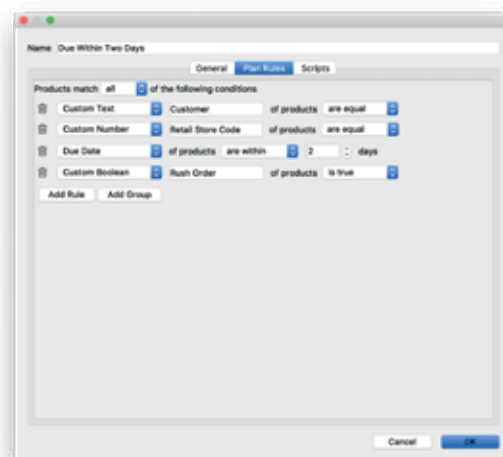 Name Due Within Two Days
General Plan Rules Scripts
Products match all of the following conditions
Custom Text Customer of products are equal
Custom Number Retail Store Code of products are equal
Due Date of products are within 2 days
Custom Boolean Rush Order of products is true
Add Rule Add Group
Cancel OK